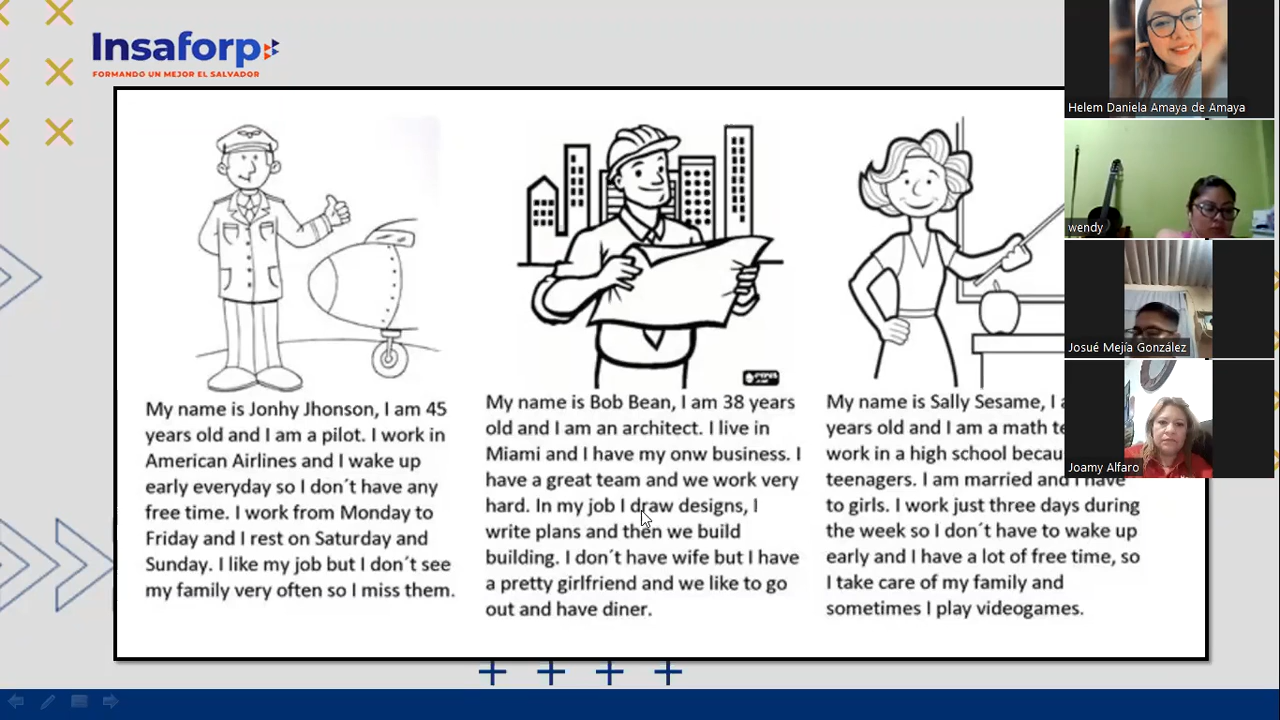 Insaforp
FORMANDO UN MEJOR EL SALVADOR
My name is Jonhy Jhonson, I am 45
years old and I am a pilot. I work in
American Airlines and I wake up
early everyday so I don´t have any
free time. I work from Monday to
Friday and I rest on Saturday and
Sunday. I like my job but I don´t see
my family very often so I miss them.
My name is Bob Bean, I am 38 years
old and I am an architect. I live in
Miami and I have my onw business. I
have a great team and we work very
hard. In my job I draw designs, I
write plans and then we build
building. I don´t have wife but I have
a pretty girlfriend and we like to go
out and have diner.
My name is Sally Sesame, I
years old and I am a math
work in a high school
teenagers. I am married and I have
to girls. I work just three days during
the week so I don´t have to wake up
early and I have a lot of free time, so
I take care of my family and
sometimes I play videogames.
Helem Daniela Amaya de Amaya
wendy
Josué Mejía González
Joamy Alfaro